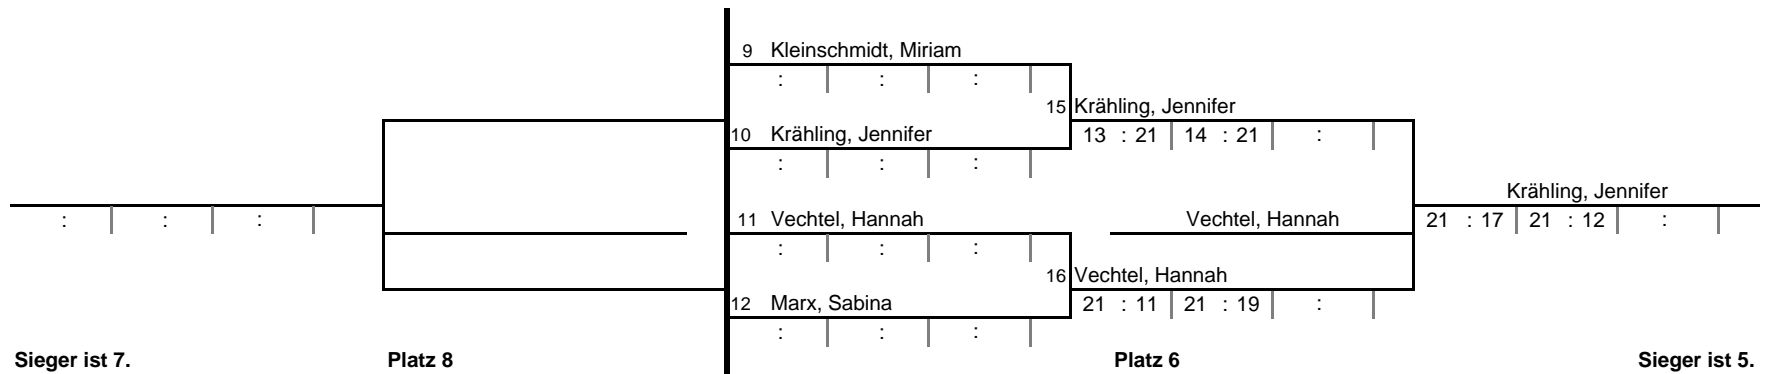 9 Kleinschmidt, Miriam
: : :
15 Krähling, Jennifer
10 Krähling, Jennifer 13 : 21 14 : 21 :
: : :
Krähling, Jennifer
: : : 11 Vechtel, Hannah Vechtel, Hannah 21 : 17 21 : 12 :
: : :
16 Vechtel, Hannah
12 Marx, Sabina 21 : 11 21 : 19 :
: : :
Sieger ist 7. Platz 8 Platz 6 Sieger ist 5.